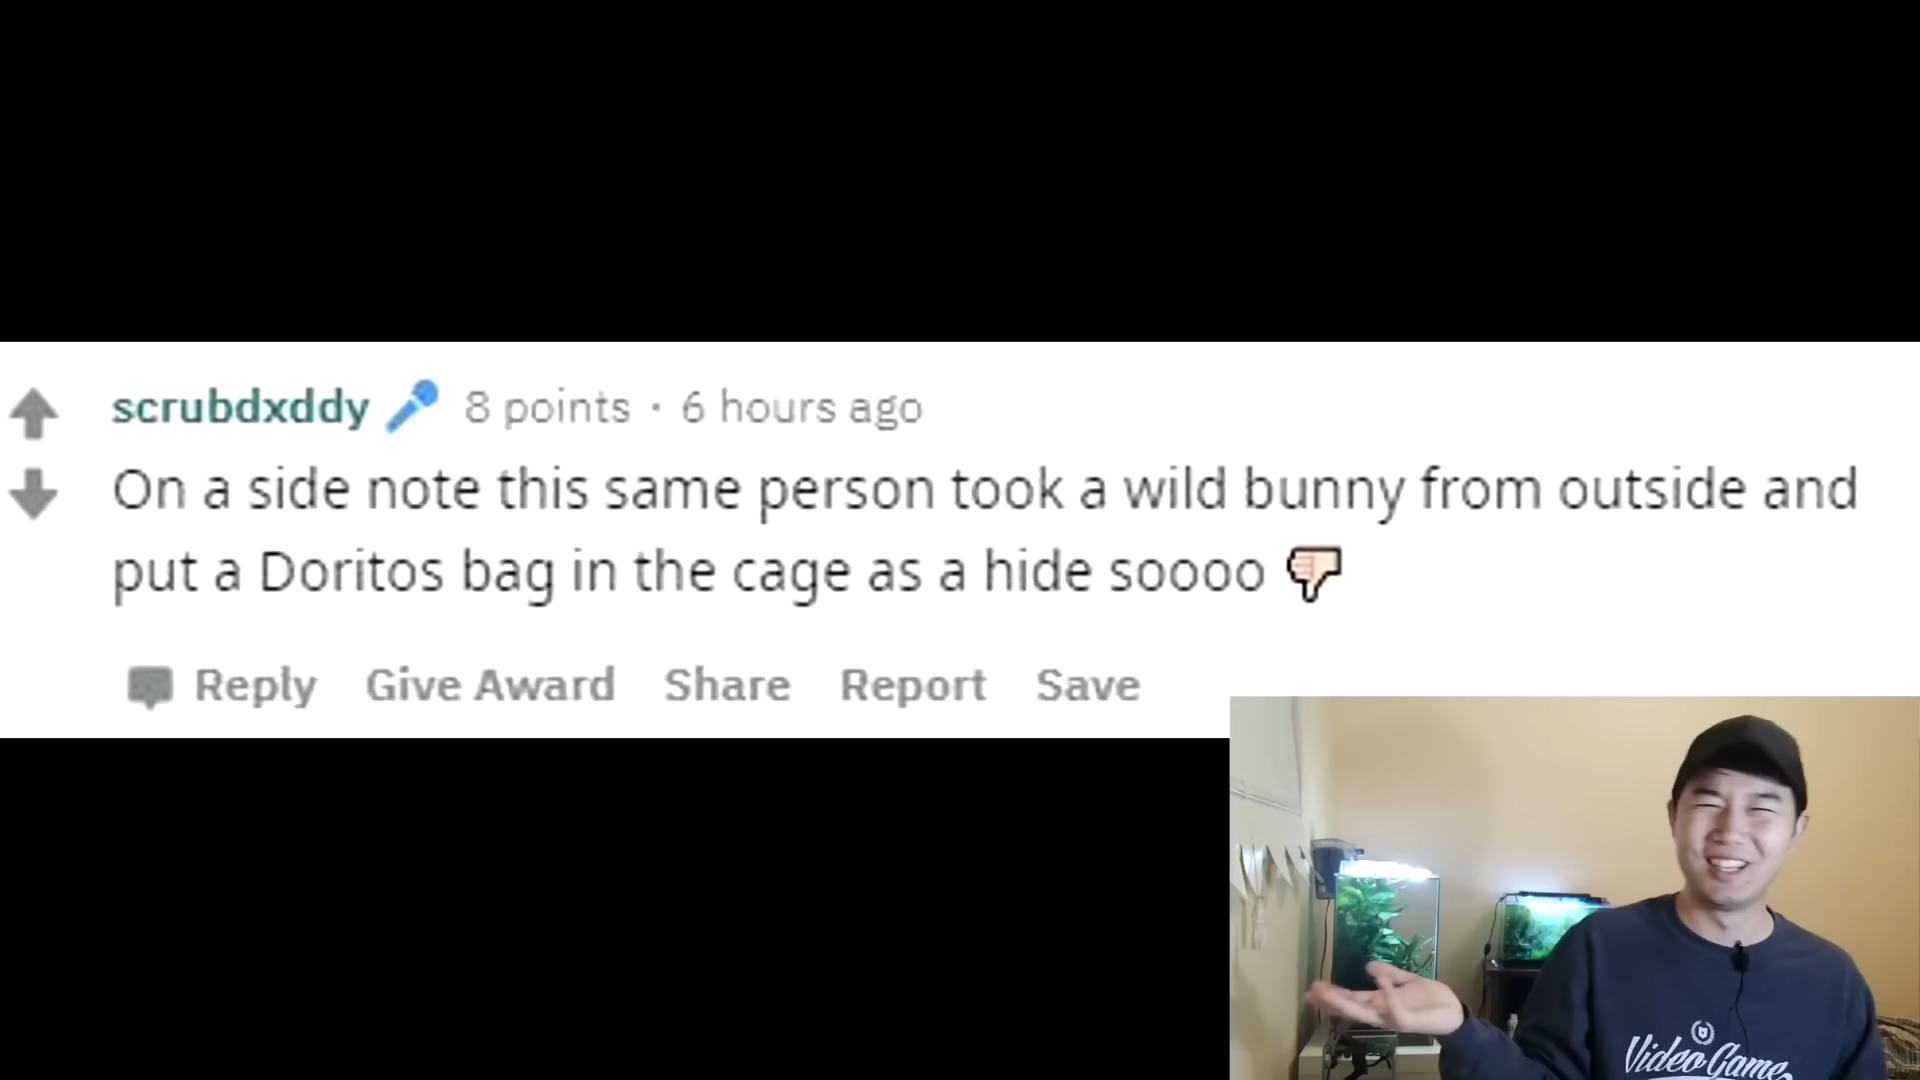 scrubdxddy 🎤 8 points · 6 hours ago
On a side note this same person took a wild bunny from outside and
put a Doritos bag in the cage as a hide soooo 👎🏻
Reply Give Award Share Report Save
Video Game